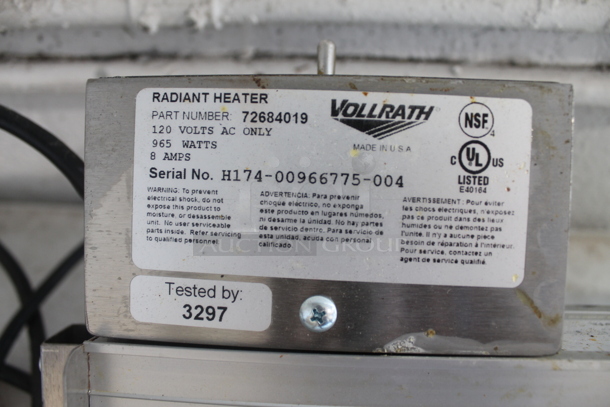 RADIANT HEATER
PART NUMBER: 72684019
120 VOLTS AC ONLY
965 WATTS
8 AMPS
Serial No. H174-00966775-004
VOLLRATH
MADE IN U.S.A
NSF
4
C UL US
LISTED
E40164
WARNING: To prevent
electrical shock, do not
expose this product to
moisture, or desassemble
unit. No user serviceable
parts inside. Refer servicing
to qualified personnel.
ADVERTENCIA: Para prevenir
choque eléctrico, no exponga
este producto en lugares húmedos,
ni desarme la unidad. No hay partes
de servicio dentro. Para servicio de
esta unidad, acuda con personal
calificado.
AVERTISSEMENT: Pour éviter
les chocs électriques, n'esposez
pas ce produit dans des lieux
humides ou ne demontez pas
l'unité. Il n'y a aucune pièce
besoin de réparation à l'intérieur.
Pour service, contactez un
agent de service qualifié.
AUCTION GROUP
Tested by:
3297